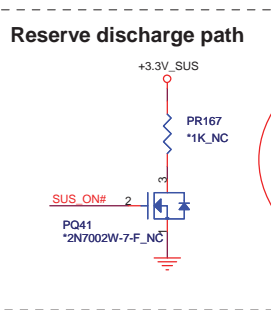 Reserve discharge path
+3.3V_SUS
PR167
*1K_NC
3
SUS_ON#
2
PQ41
*2N7002W-7-F_NC
1